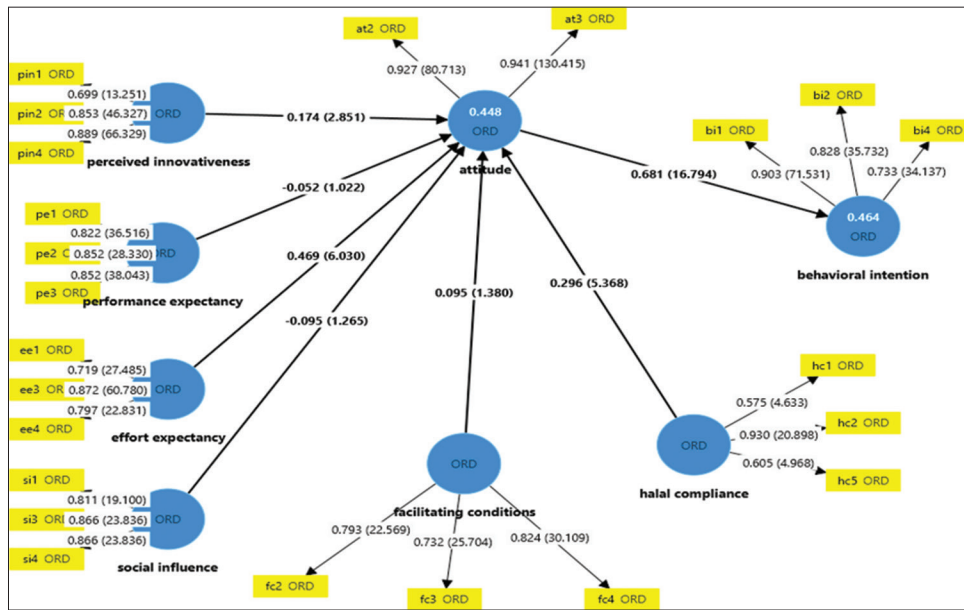 at2 ORD
at3 ORD
0.927 (80.713)
0.941 (130.415)
pin1 ORD
0.699 (13.251)
pin2 OR
0.853 (46.327)
ORD
0.889 (66.329)
pin4 ORD
perceived innovativeness
0.174 (2.851)
0.448
ORD
attitude
bi2 ORD
bi1 ORD
bi4 ORD
0.828 (35.732)
0.903 (71.531)
0.733 (34.137)
0.681 (16.794)
0.464
ORD
behavioral intention
-0.052 (1.022)
pe1 ORD
0.822 (36.516)
pe2
0.852 (28.330)
ORD
0.852 (38.043)
pe3 ORD
performance expectancy
0.469 (6.030)
0.095 (1.380)
0.296 (5.368)
-0.095 (1.265)
ee1 ORD
0.719 (27.485)
ee3 OR
0.872 (60.780)
ORD
0.797 (22.831)
ee4 ORD
effort expectancy
hc1 ORD
0.575 (4.633)
ORD
0.930 (20.898)
hc2 ORD
0.605 (4.968)
hc5 ORD
halal compliance
si1 ORD
0.811 (19.100)
si3 ORD
0.866 (23.836)
ORD
0.866 (23.836)
si4 ORD
social influence
ORD
facilitating conditions
0.793 (22.569)
0.732 (25.704)
0.824 (30.109)
fc2 ORD
fc3 ORD
fc4 ORD